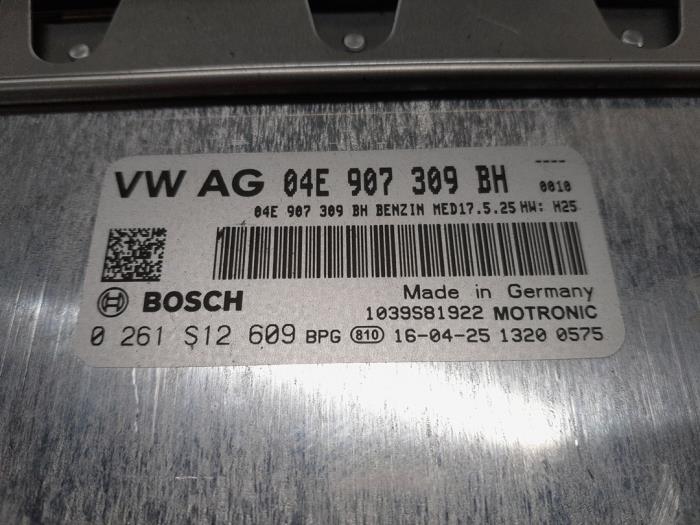 ----
VW AG 04E 907 309 BH 0010
04E 907 309 BH BENZIN MED17.5.25 HW: H25
BOSCH
Made in Germany
1039S81922 MOTRONIC
0 261 S12 609 BPG 810 16-04-25 1320 0575